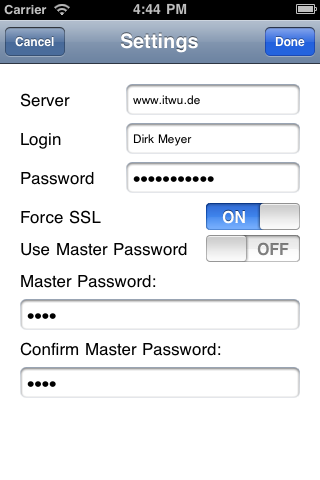 Carrier 4:44 PM
Cancel Settings Done
Server www.itwu.de
Login Dirk Meyer
Password •••••••••••
Force SSL ON
Use Master Password OFF
Master Password:
••••
Confirm Master Password:
••••